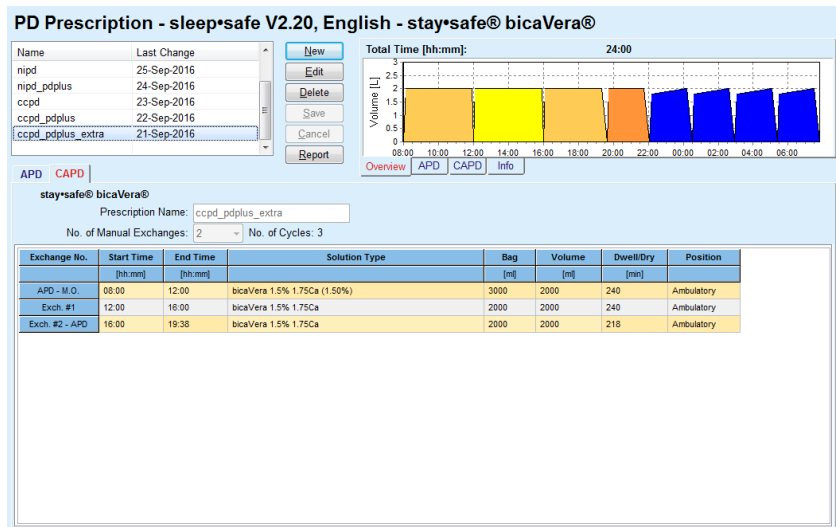 PD Prescription - sleep•safe V2.20, English - stay•safe® bicaVera®
Name Last Change
nipd 25-Sep-2016
nipd_pdplus 24-Sep-2016
ccpd 23-Sep-2016
ccpd_pdplus 22-Sep-2016
ccpd_pdplus_extra 21-Sep-2016
New
Edit
Delete
Save
Cancel
Report
Total Time [hh:mm]: 24:00
Volume [L]
3
2.5
2
1.5
1
0.5
0
08:00 10:00 12:00 14:00 16:00 18:00 20:00 22:00 00:00 02:00 04:00 06:00
Overview APD CAPD Info
APD CAPD
stay•safe® bicaVera®
Prescription Name: ccpd_pdplus_extra
No. of Manual Exchanges: 2 No. of Cycles: 3
Exchange No. Start Time End Time Solution Type Bag Volume Dwell/Dry Position
[hh:mm] [hh:mm] [ml] [ml] [min]
APD - M.O. 08:00 12:00 bicaVera 1.5% 1.75Ca (1.50%) 3000 2000 240 Ambulatory
Exch. #1 12:00 16:00 bicaVera 1.5% 1.75Ca 2000 2000 240 Ambulatory
Exch. #2 - APD 16:00 19:38 bicaVera 1.5% 1.75Ca 2000 2000 218 Ambulatory